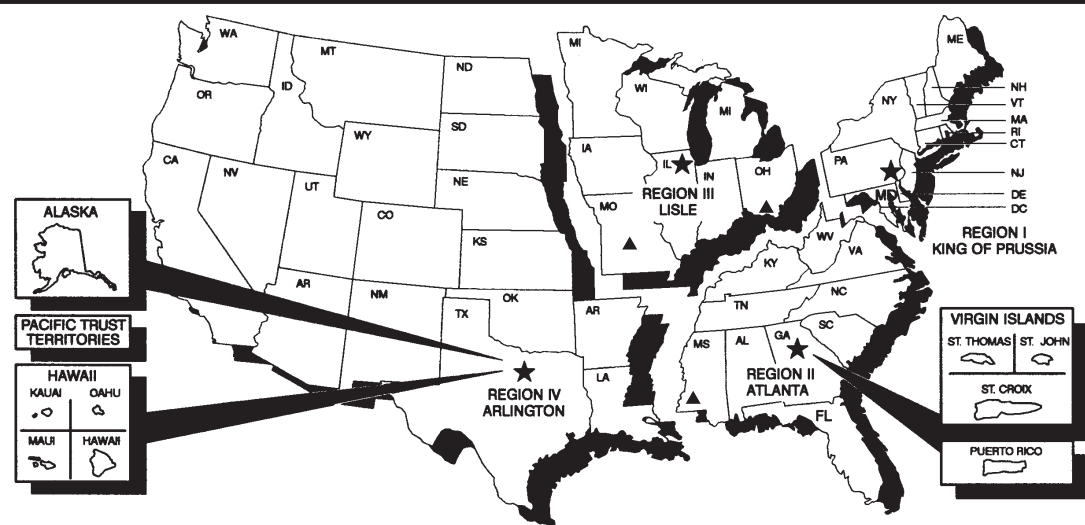 WA
MT
ND
MI
ME
OR
ID
SD
WI
MI
NY
NH
VT
MA
RI
CT
WY
IA
PA
NJ
CA
NV
UT
NE
IL
IN
OH
MD
DE
DC
REGION III
LISLE
REGION I
KING OF PRUSSIA
CO
KS
MO
WV
VA
KY
ALASKA
AR
NM
OK
TX
AR
TN
NC
SC
PACIFIC TRUST
TERRITORIES
MS
AL
GA
VIRGIN ISLANDS
ST. THOMAS
ST. JOHN
ST. CROIX
HAWAII
KAUAI
OAHU
MAUI
HAWAII
REGION IV
ARLINGTON
LA
REGION II
ATLANTA
FL
PUERTO RICO